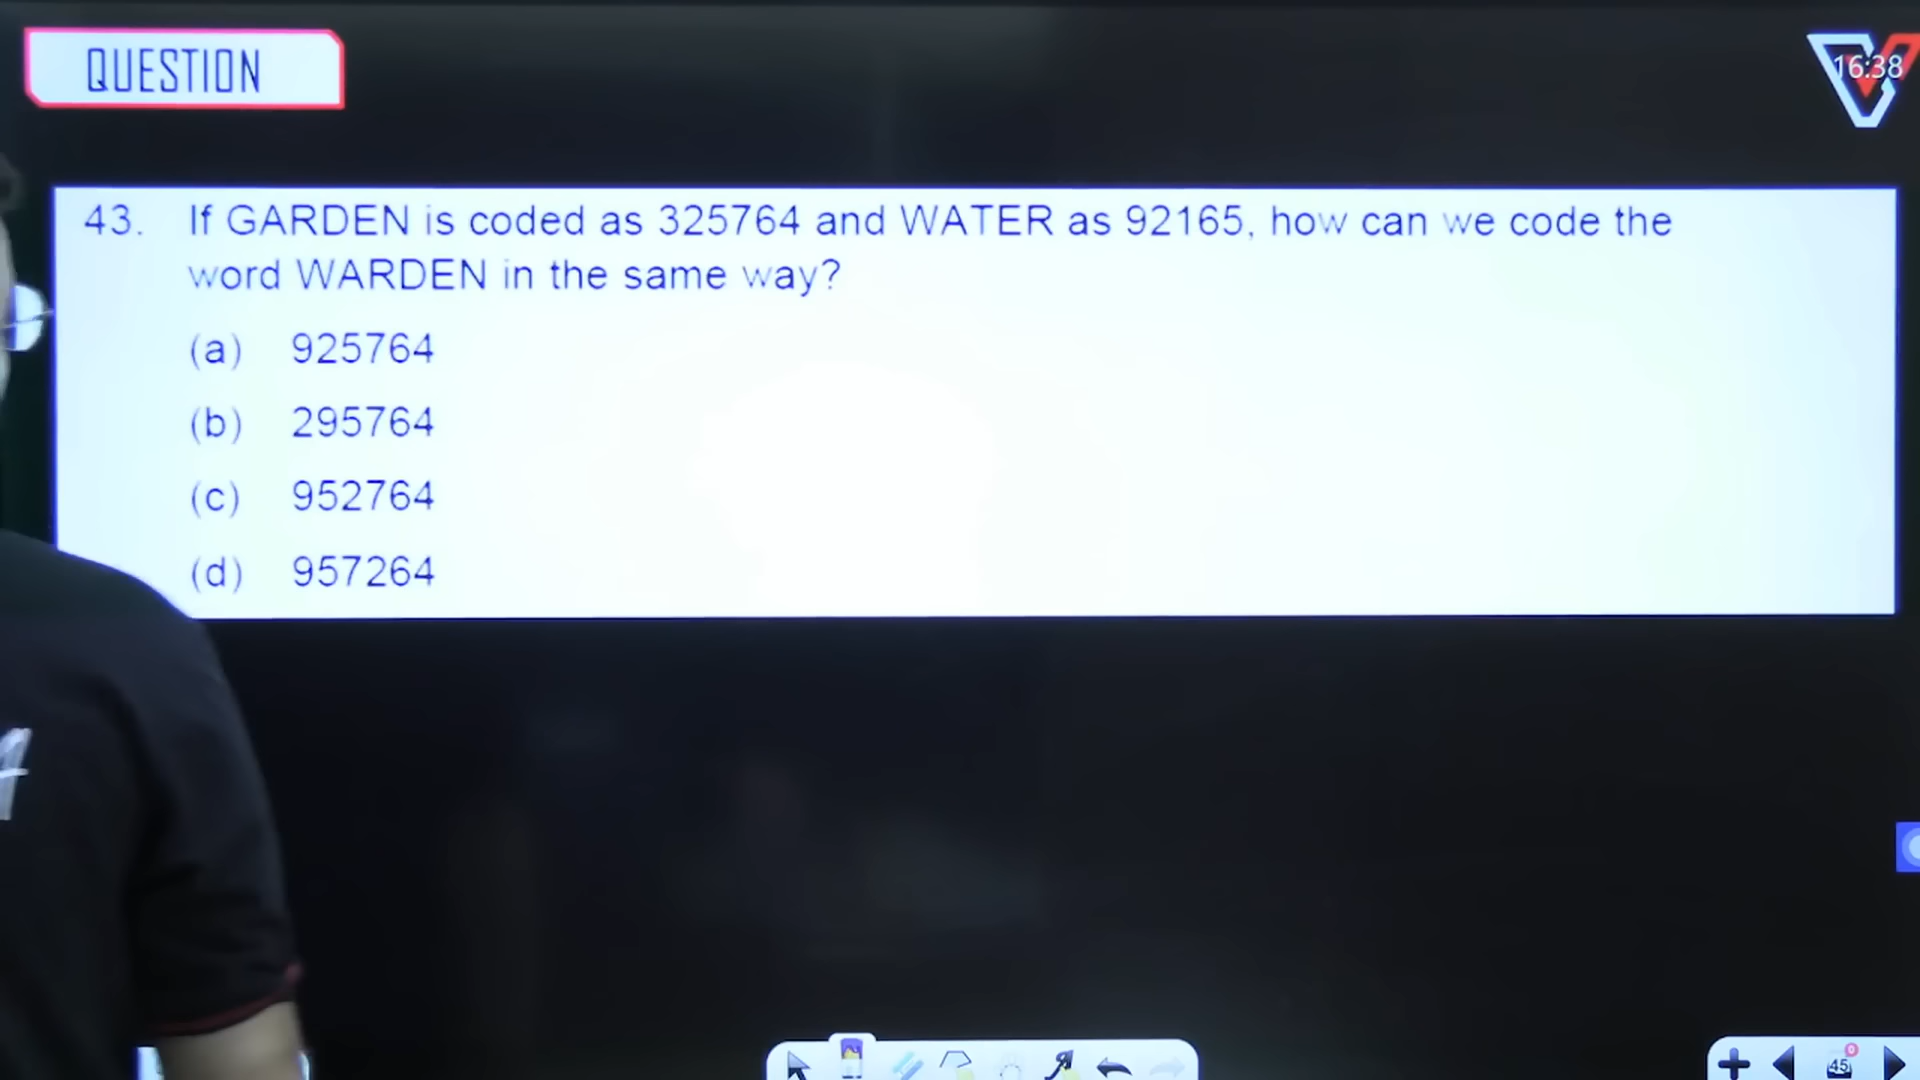 QUESTION
16:38
43. If GARDEN is coded as 325764 and WATER as 92165, how can we code the
word WARDEN in the same way?
(a) 925764
(b) 295764
(c) 952764
(d) 957264
45
0